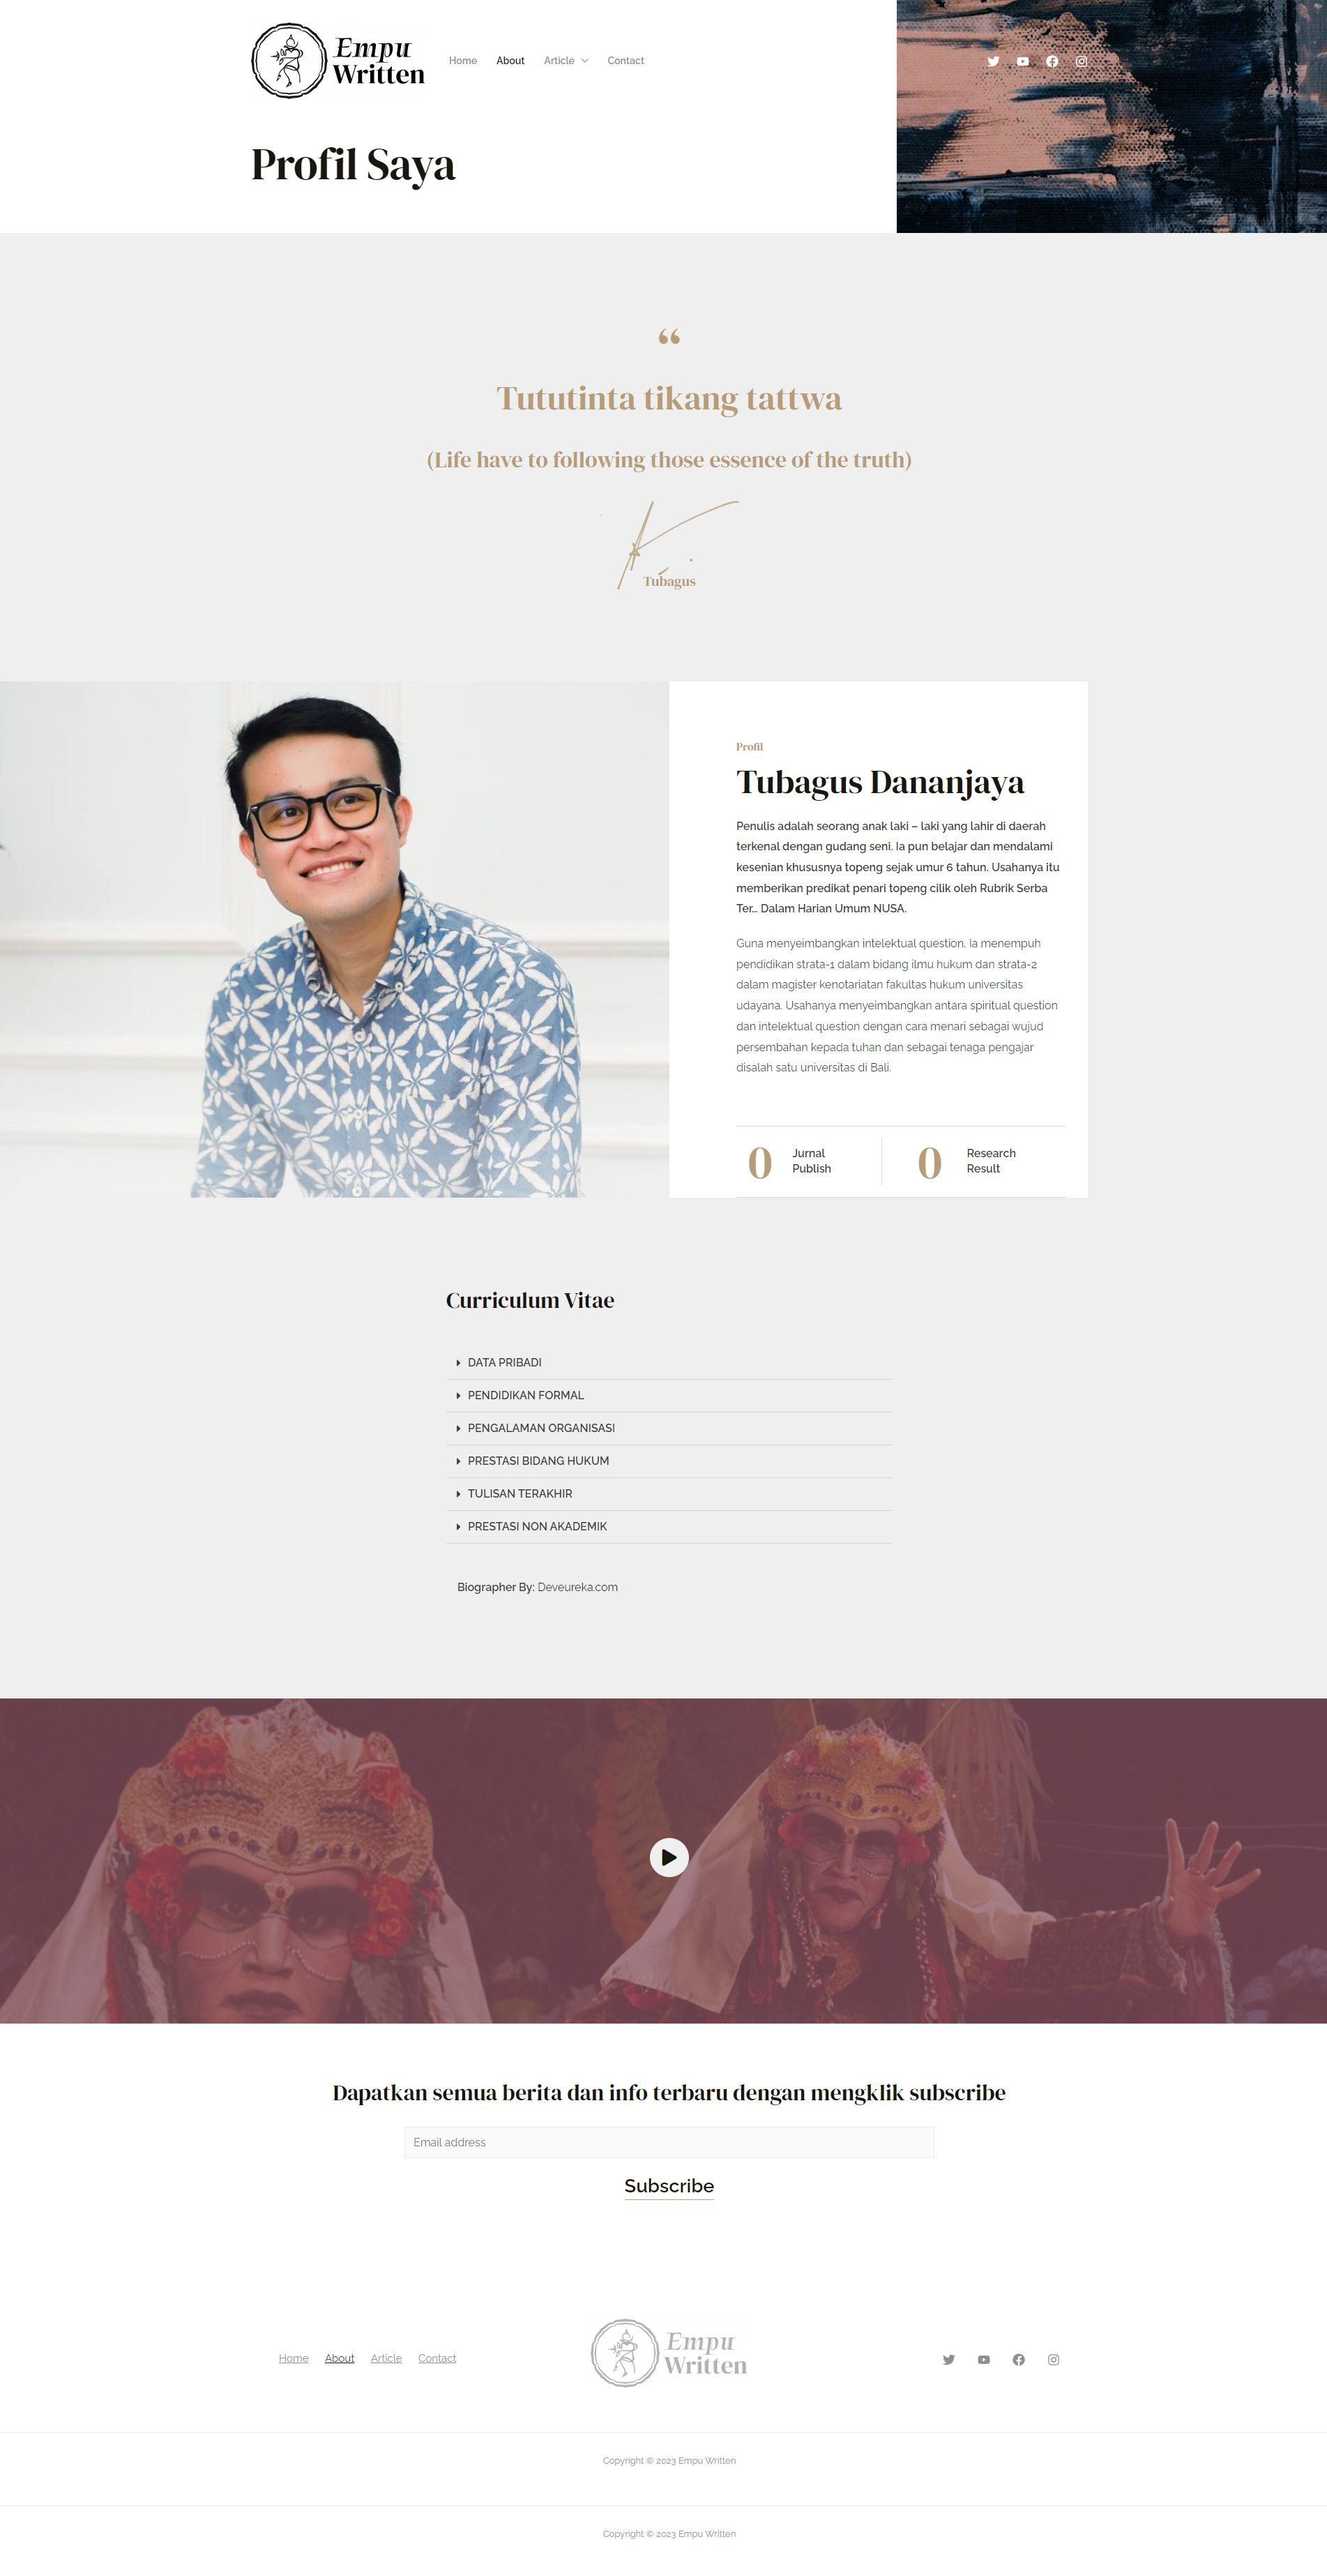 Empu
Written
Home
About
Article
Contact
Profil Saya
“
Tututinta tikang tattwa
(Life have to following those essence of the truth)
Tubagus
Profil
Tubagus Dananjaya
Penulis adalah seorang anak laki – laki yang lahir di daerah
terkenal dengan gudang seni. Ia pun belajar dan mendalami
kesenian khususnya topeng sejak umur 6 tahun. Usahanya itu
memberikan predikat penari topeng cilik oleh Rubrik Serba
Ter… Dalam Harian Umum NUSA.
Guna menyeimbangkan intelektual question. Ia menempuh
pendidikan strata-1 dalam bidang ilmu hukum dan strata-2
dalam magister kenotariatan fakultas hukum universitas
udayana. Usahanya menyeimbangkan antara spiritual question
dan intelektual question dengan cara menari sebagai wujud
persembahan kepada tuhan dan sebagai tenaga pengajar
disalah satu universitas di Bali.
0
Jurnal
Publish
0
Research
Result
Curriculum Vitae
DATA PRIBADI
PENDIDIKAN FORMAL
PENGALAMAN ORGANISASI
PRESTASI BIDANG HUKUM
TULISAN TERAKHIR
PRESTASI NON AKADEMIK
Biographer By: Deveureka.com
Dapatkan semua berita dan info terbaru dengan mengklik subscribe
Email address
Subscribe
Home
About
Article
Contact
Empu
Written
Copyright © 2023 Empu Written
Copyright © 2023 Empu Written